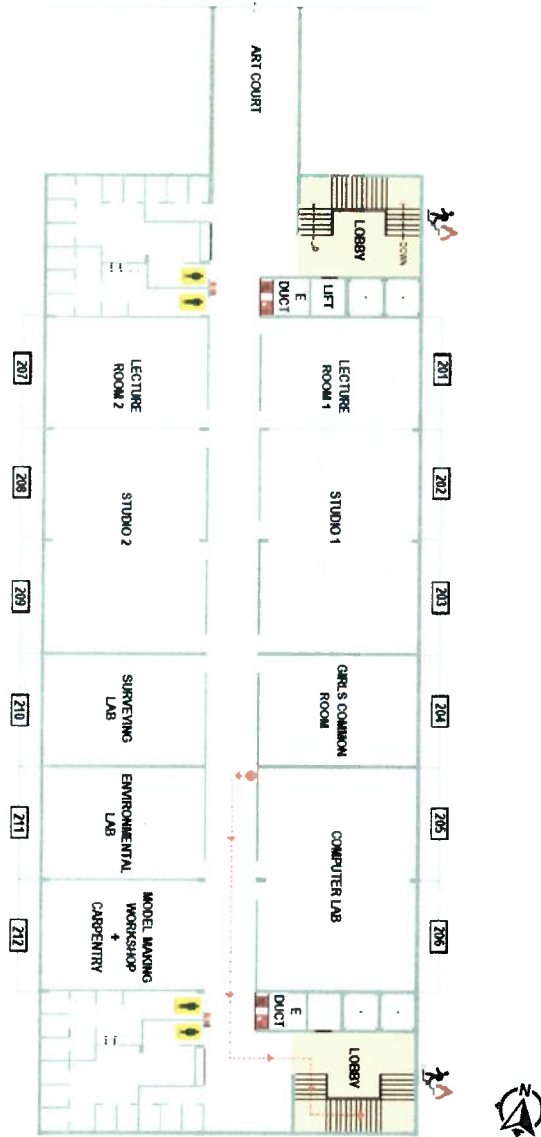 ART COURT
LOBBY
DOWN
UP
E
DUCT
LIFT
LECTURE
ROOM 1
LECTURE
ROOM 2
201
207
STUDIO 1
STUDIO 2
202
208
203
209
GIRLS COMMON
ROOM
SURVEYING
LAB
204
210
COMPUTER LAB
ENVIRONMENTAL
LAB
205
211
MODEL MAKING
WORKSHOP
+
CARPENTRY
206
212
E
DUCT
LOBBY
N